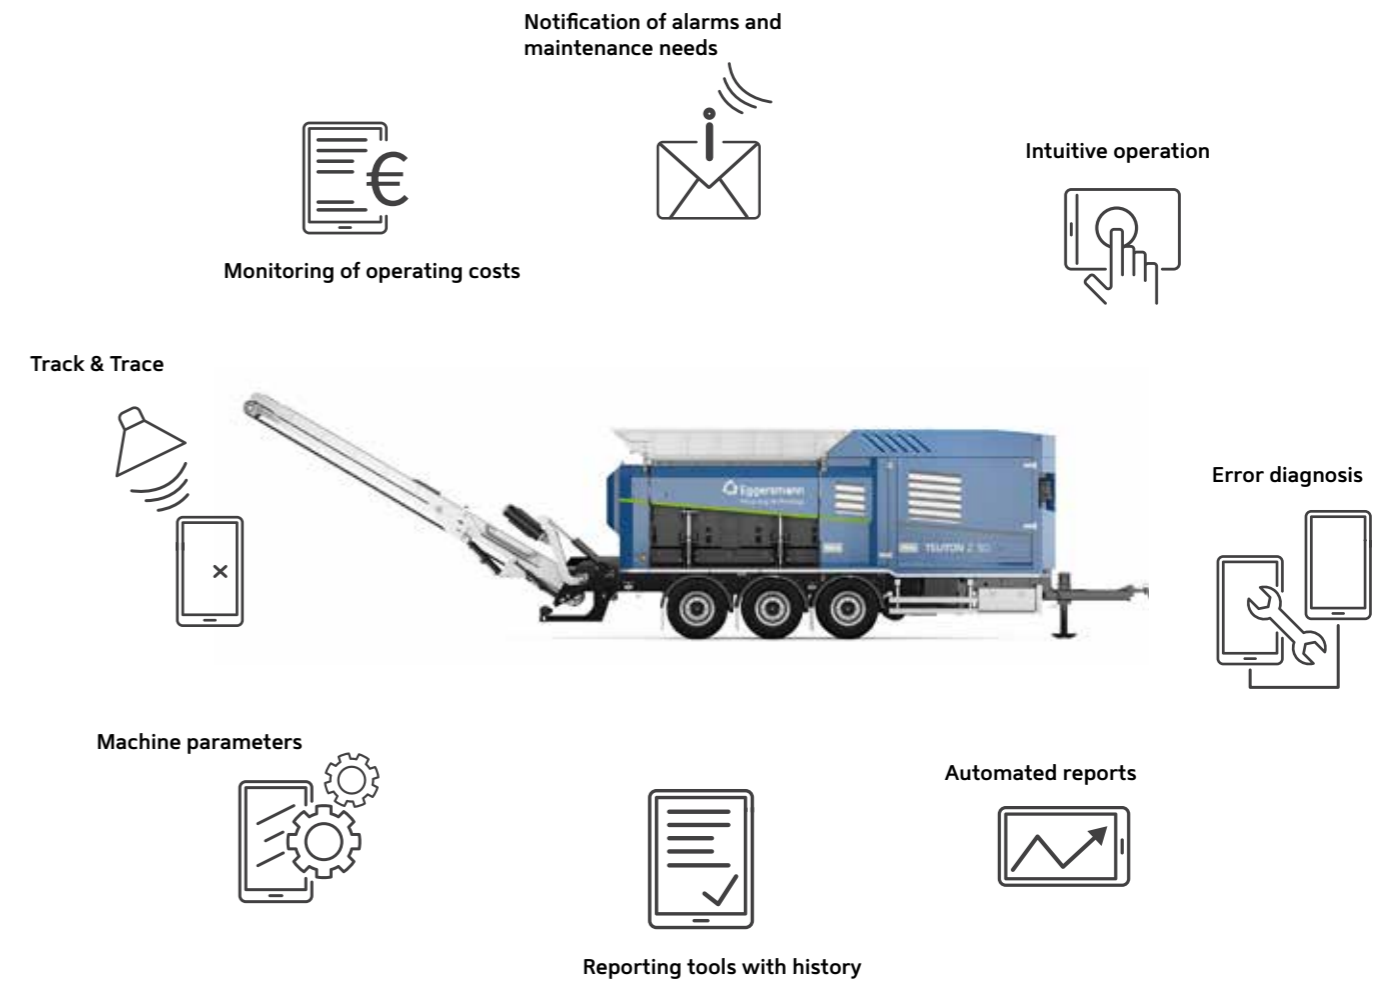 Notification of alarms and
maintenance needs
Intuitive operation
€
Monitoring of operating costs
Track & Trace
Eggersmann
Error diagnosis
TEUTON Z 50
Machine parameters
Automated reports
Reporting tools with history